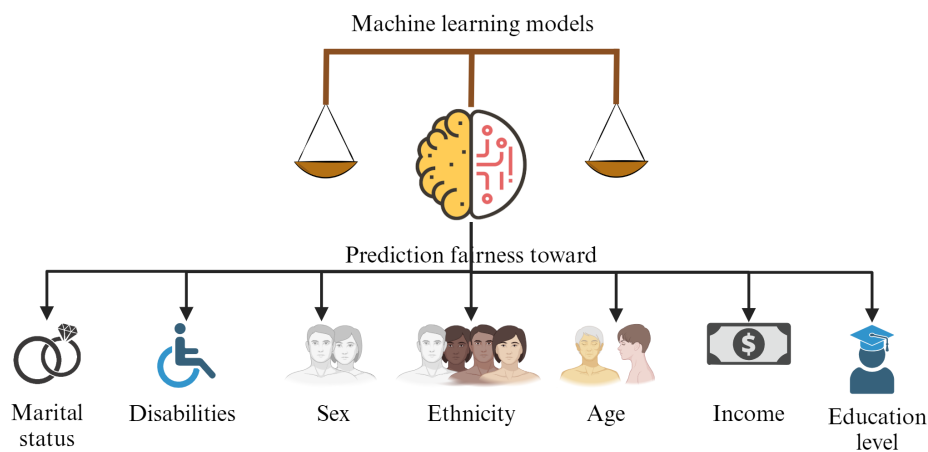 Machine learning models
Prediction fairness toward
$
Marital
status
Disabilities
Sex
Ethnicity
Age
Income
Education
level